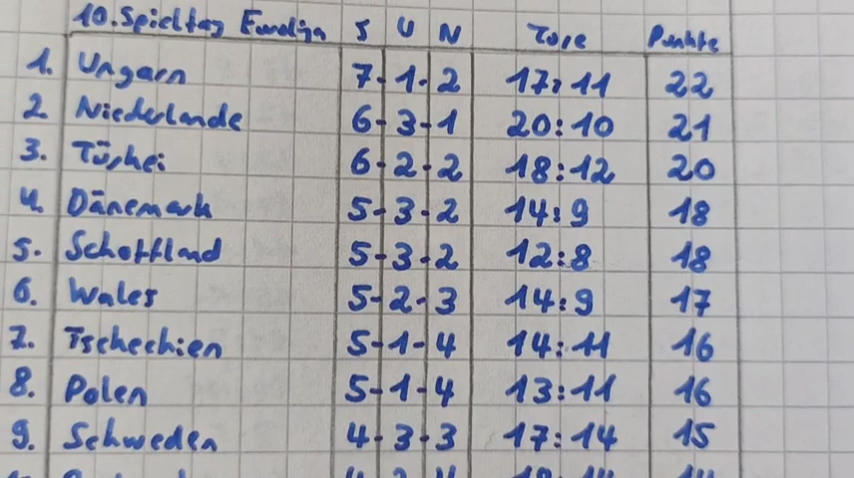 10. Spieltag Euroliga S U N Tore Punkte
1. Ungarn 7-1-2 17:11 22
2. Niederlande 6-3-1 20:10 21
3. Türkei 6-2-2 18:12 20
4. Dänemark 5-3-2 14:9 18
5. Schottland 5-3-2 12:8 18
6. Wales 5-2-3 14:9 17
7. Tschechien 5-1-4 14:11 16
8. Polen 5-1-4 13:11 16
9. Schweden 4-3-3 17:14 15